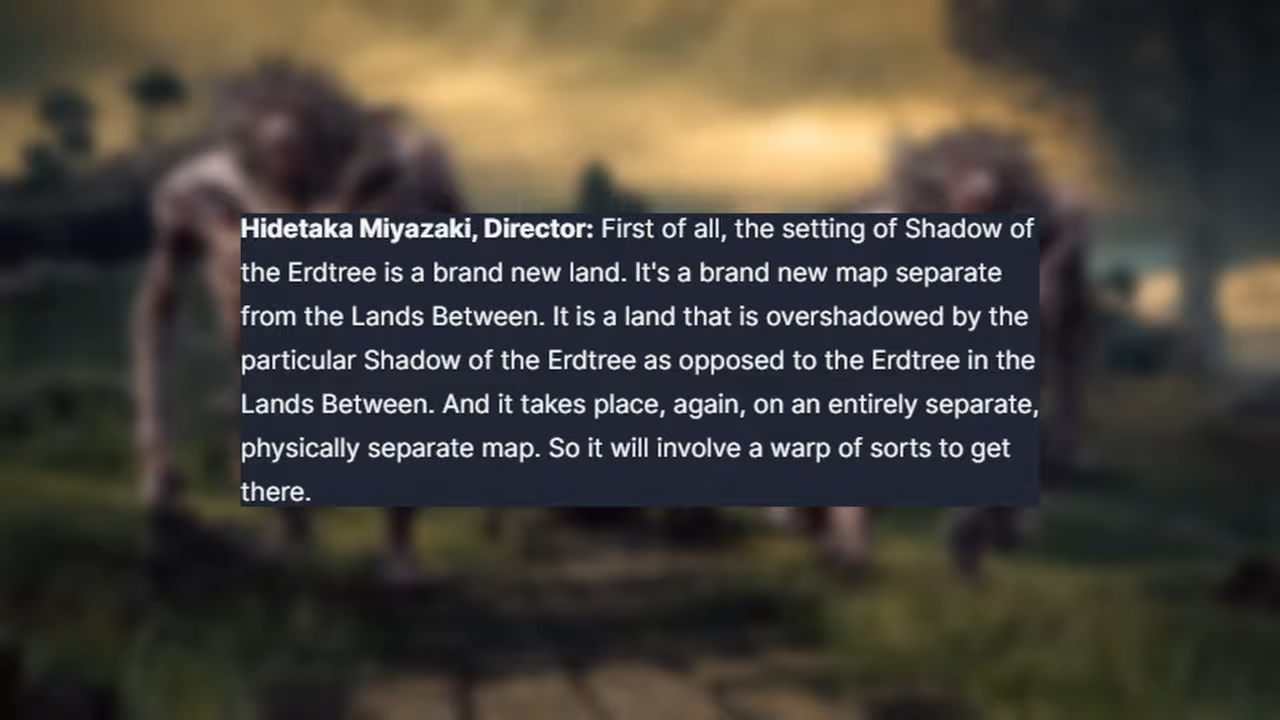 Hidetaka Miyazaki, Director: First of all, the setting of Shadow of
the Erdtree is a brand new land. It's a brand new map separate
from the Lands Between. It is a land that is overshadowed by the
particular Shadow of the Erdtree as opposed to the Erdtree in the
Lands Between. And it takes place, again, on an entirely separate,
physically separate map. So it will involve a warp of sorts to get
there.